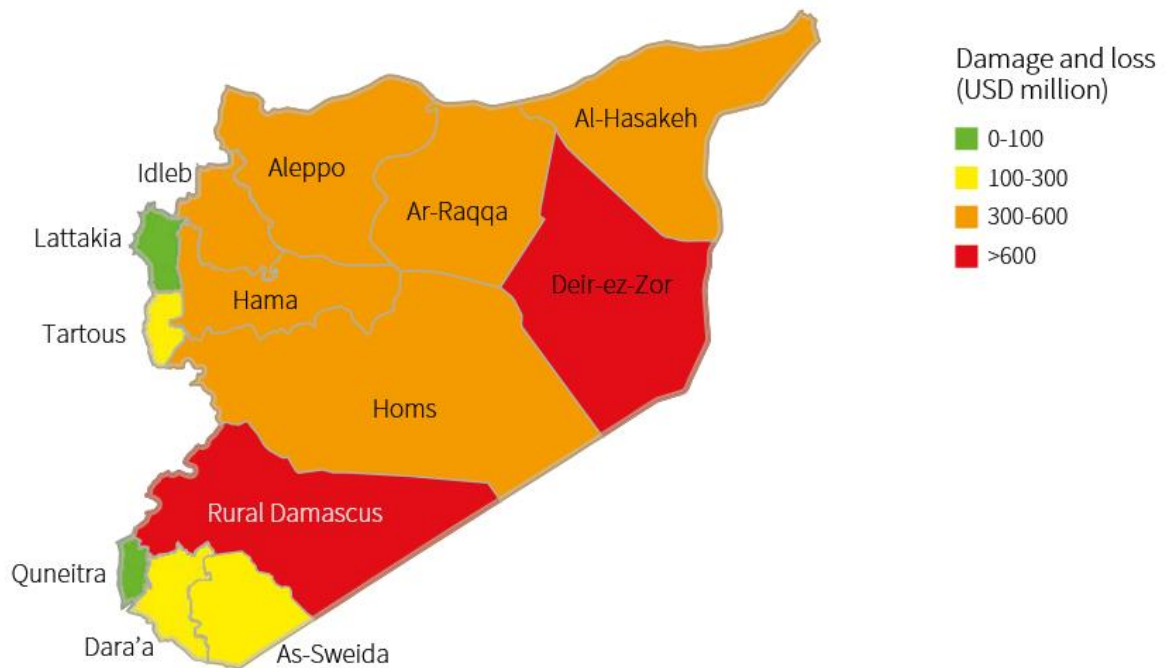 Damage and loss
(USD million)
0-100
100-300
300-600
>600
Al-Hasakeh
Aleppo
Idleb
Ar-Raqqa
Lattakia
Deir-ez-Zor
Hama
Tartous
Homs
Rural Damascus
Quneitra
Dara’a
As-Sweida